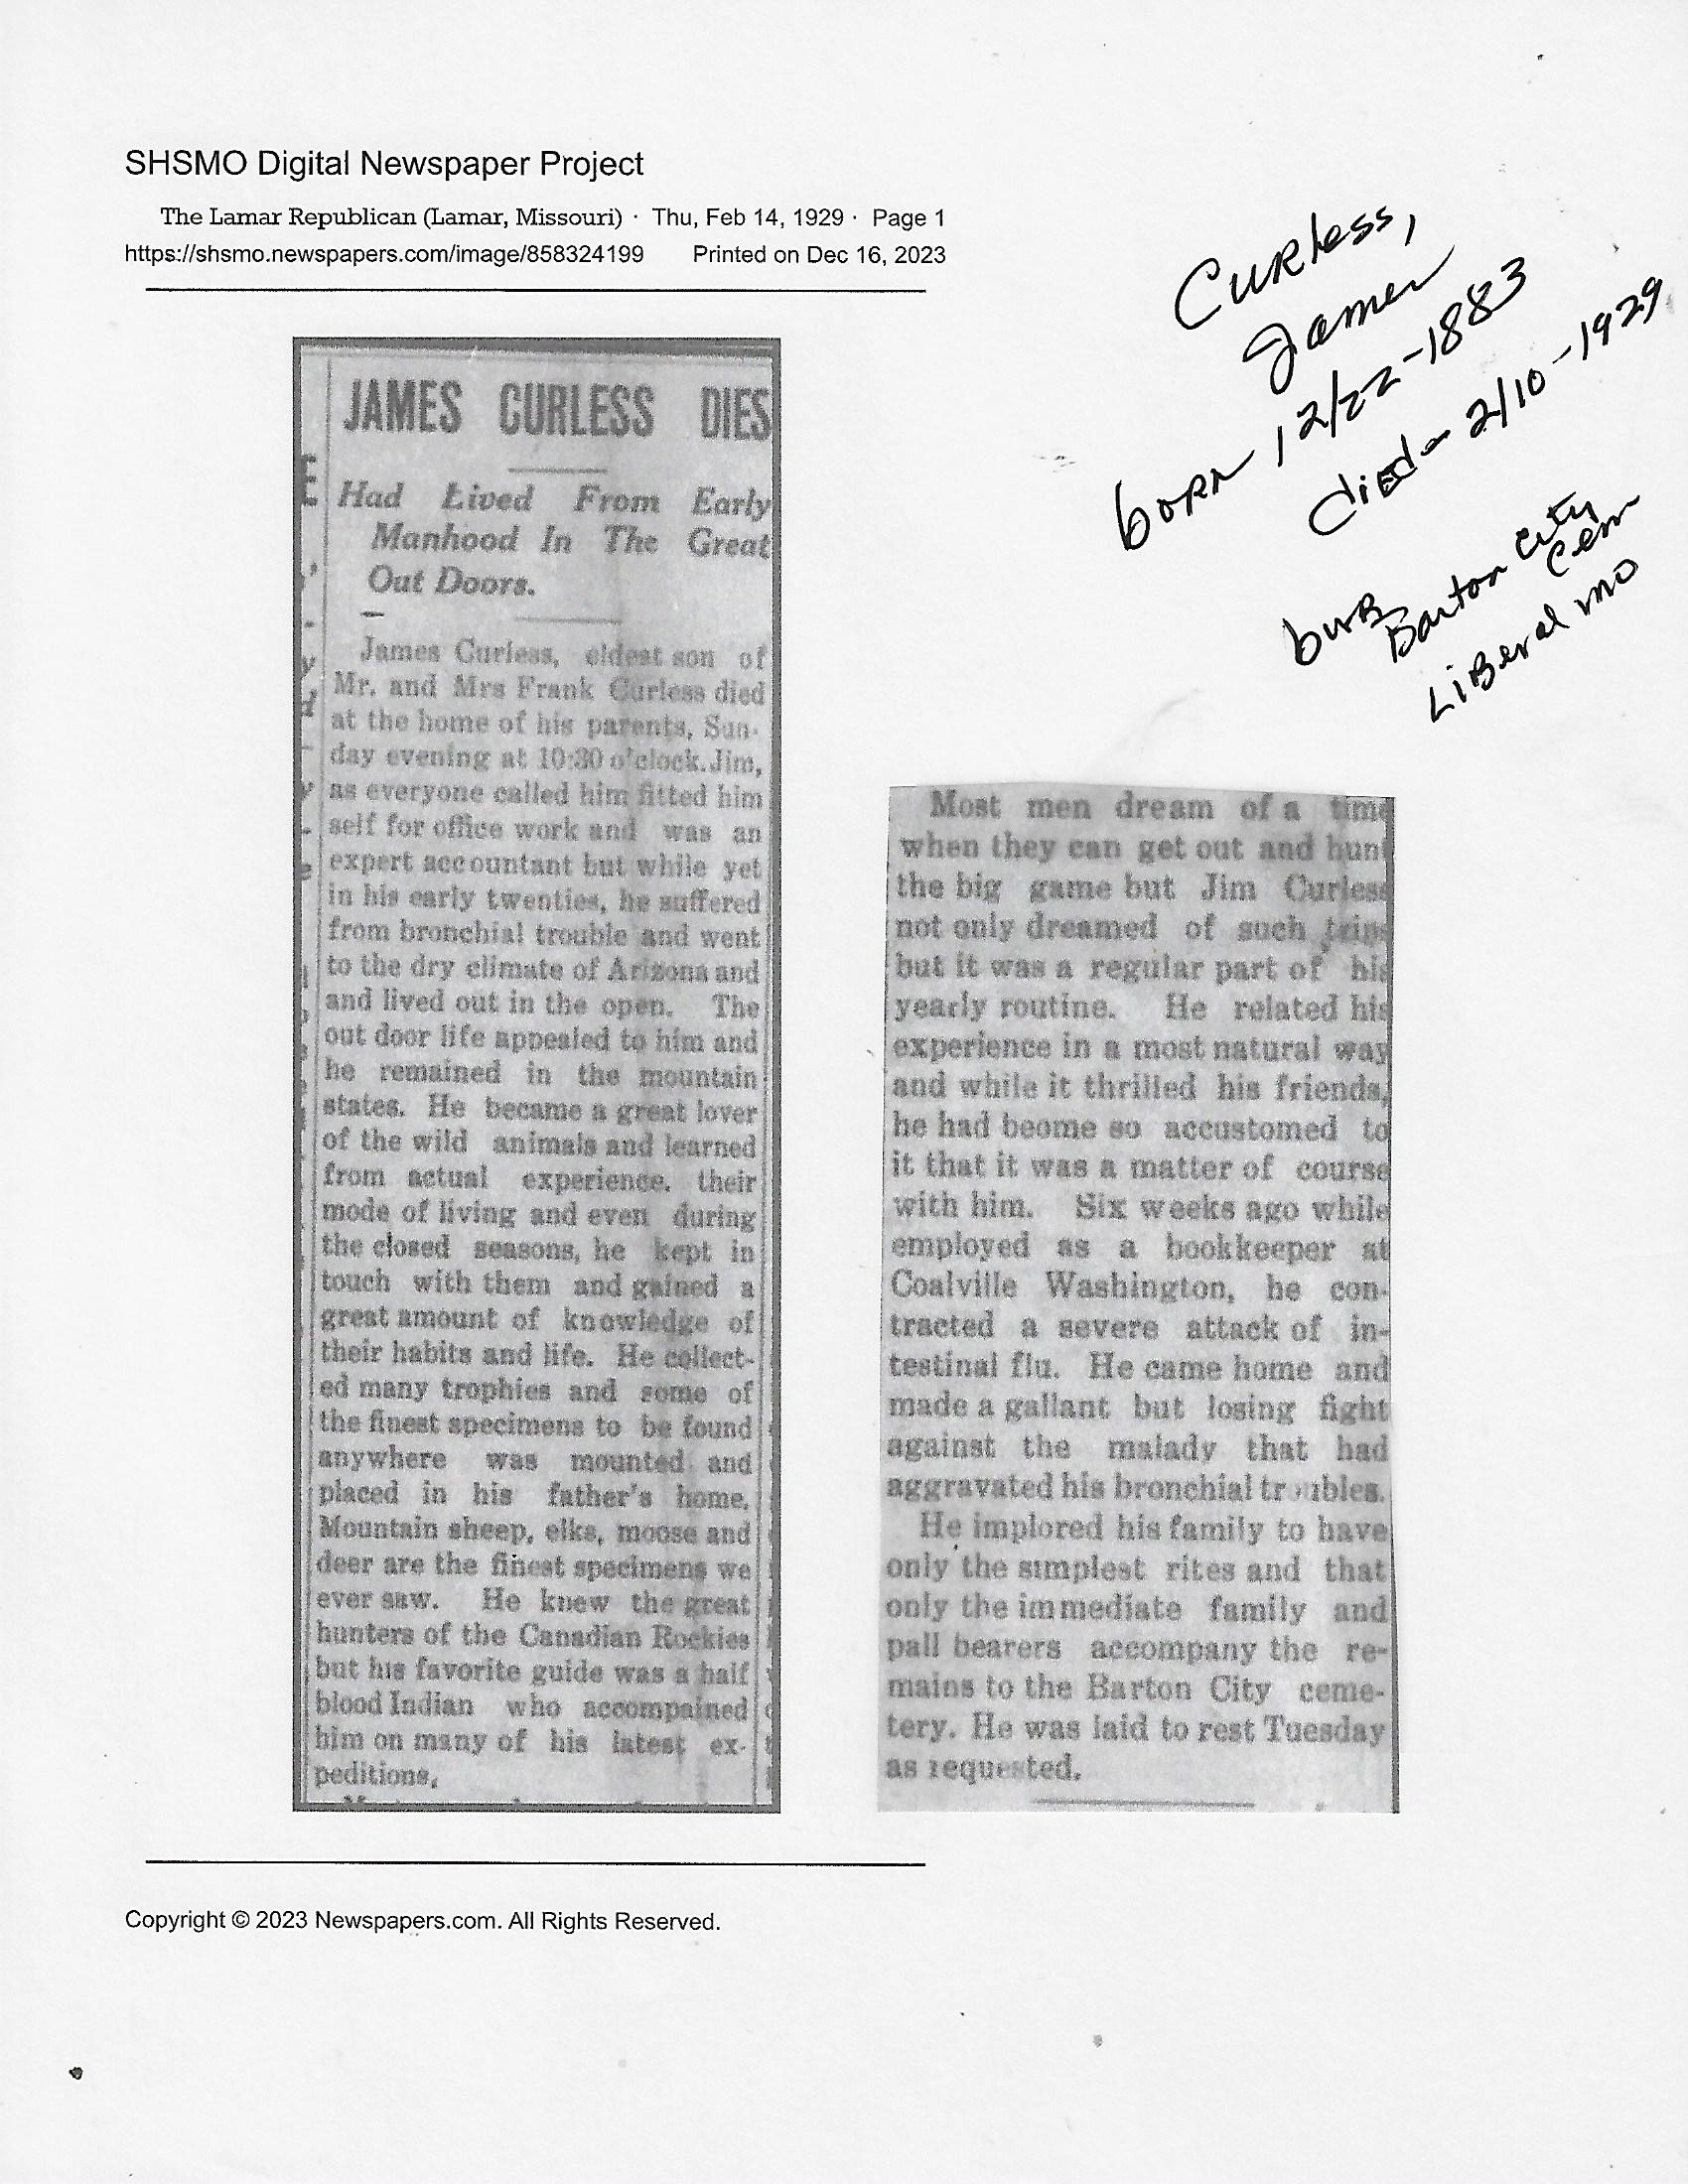 SHSMO Digital Newspaper Project
The Lamar Republican (Lamar, Missouri) · Thu, Feb 14, 1929 · Page 1
https://shsmo.newspapers.com/image/858324199 Printed on Dec 16, 2023
Curless,
James
born 12/22-1883
died - 2/10-1929
bur
Barton City
Cem
Liberal MO
JAMES CURLESS DIES
Had Lived From Early
Manhood In The Great
Out Doors.
James Curless, eldest son of
Mr. and Mrs Frank Curless died
at the home of his parents, Sun-
day evening at 10:30 o'clock. Jim,
as everyone called him fitted him
self for office work and was an
expert accountant but while yet
in his early twenties, he suffered
from bronchial trouble and went
to the dry climate of Arizona and
and lived out in the open. The
out door life appealed to him and
he remained in the mountain
states. He became a great lover
of the wild animals and learned
from actual experience, their
mode of living and even during
the closed seasons, he kept in
touch with them and gained a
great amount of knowledge of
their habits and life. He collect-
ed many trophies and some of
the finest specimens to be found
anywhere was mounted and
placed in his father's home.
Mountain sheep, elks, moose and
deer are the finest specimens we
ever saw. He knew the great
hunters of the Canadian Rockies
but his favorite guide was a half
blood Indian who accompained
him on many of his latest ex-
peditions,
Most men dream of a time
when they can get out and hunt
the big game but Jim Curless
not only dreamed of such trips
but it was a regular part of his
yearly routine. He related his
experience in a most natural way
and while it thrilled his friends,
he had beome so accustomed to
it that it was a matter of course
with him. Six weeks ago while
employed as a bookkeeper at
Coalville Washington, he con-
tracted a severe attack of in-
testinal flu. He came home and
made a gallant but losing fight
against the malady that had
aggravated his bronchial troubles.
He implored his family to have
only the simplest rites and that
only the immediate family and
pall bearers accompany the re-
mains to the Barton City ceme-
tery. He was laid to rest Tuesday
as requested.
Copyright © 2023 Newspapers.com. All Rights Reserved.